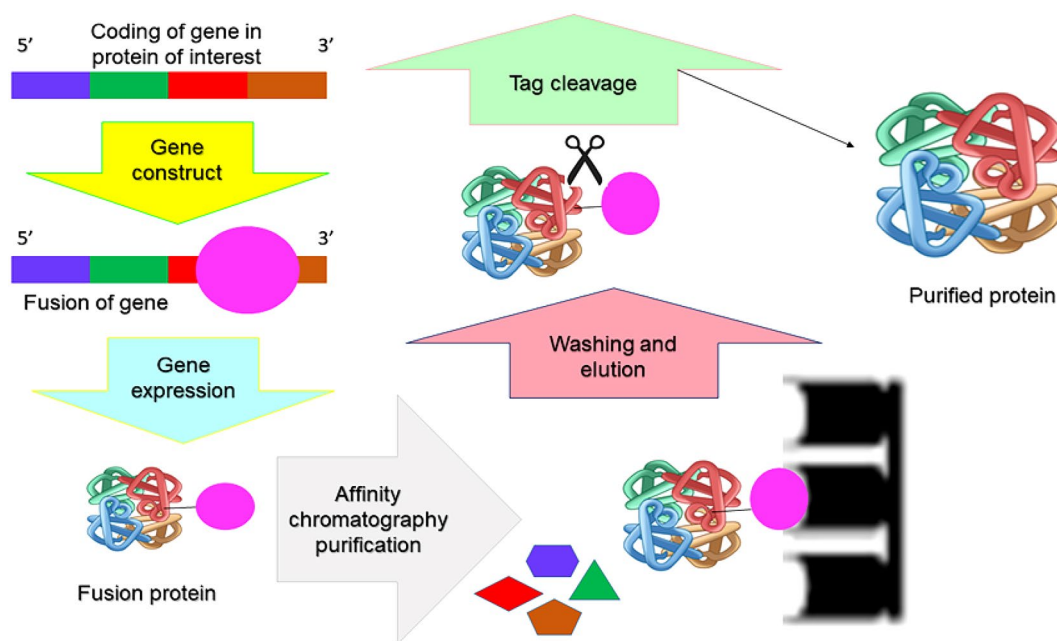 5’
Coding of gene in
protein of interest
3’
Gene
construct
5’
3’
Fusion of gene
Gene
expression
Fusion protein
Affinity
chromatography
purification
Washing and
elution
Tag cleavage
Purified protein